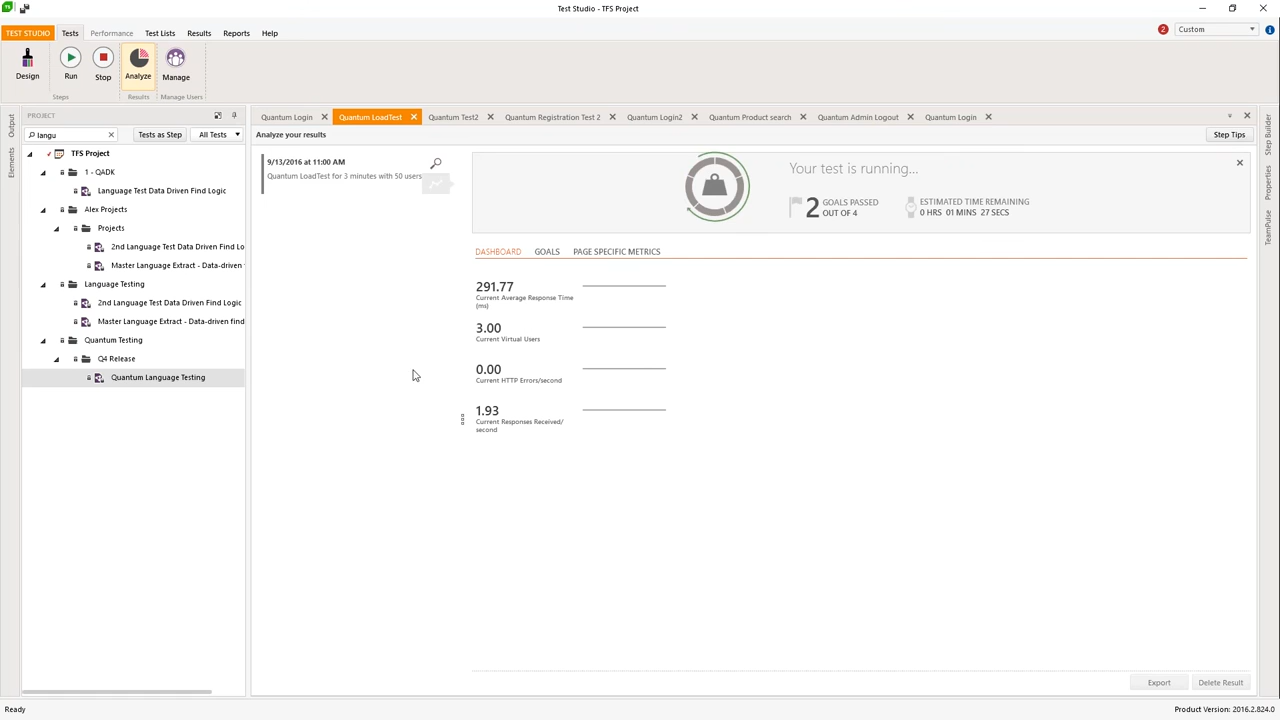 Test Studio - TFS Project
TEST STUDIO
Tests
Performance
Test Lists
Results
Reports
Help
2
Custom
Design
Run
Stop
Analyze
Manage
Steps
Results
Manage Users
Output
Elements
PROJECT
langu
Tests as Step
All Tests
TFS Project
1 - QADK
Language Test Data Driven Find Logic
Alex Projects
Projects
2nd Language Test Data Driven Find Lo
Master Language Extract - Data-driven
Language Testing
2nd Language Test Data Driven Find Logic
Master Language Extract - Data-driven find
Quantum Testing
Q4 Release
Quantum Language Testing
Quantum Login
Quantum LoadTest
Quantum Test2
Quantum Registration Test 2
Quantum Login2
Quantum Product search
Quantum Admin Logout
Quantum Login
Analyze your results
Step Tips
9/13/2016 at 11:00 AM
Quantum LoadTest for 3 minutes with 50 users
Your test is running...
2 GOALS PASSED
OUT OF 4
ESTIMATED TIME REMAINING
0 HRS 01 MINS 27 SECS
DASHBOARD
GOALS
PAGE SPECIFIC METRICS
291.77
Current Average Response Time
(ms)
3.00
Current Virtual Users
0.00
Current HTTP Errors/second
1.93
Current Responses Received/
second
Export
Delete Result
Step Builder
Properties
TeamPulse
Ready
Product Version: 2016.2.824.0